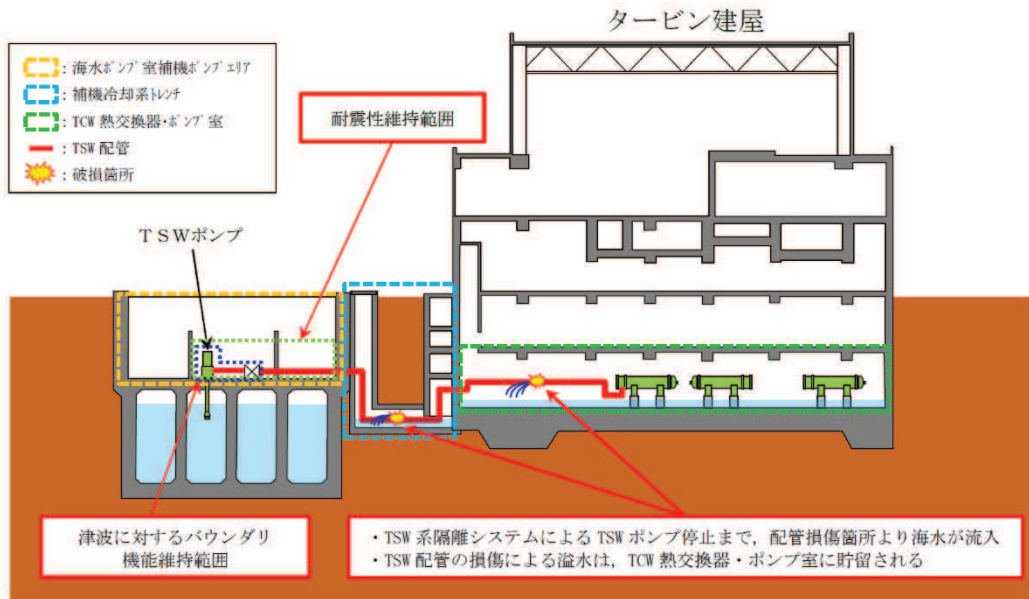 タービン建屋
：海水ﾎﾟﾝﾌﾟ室補機ﾎﾟﾝﾌﾟｴﾘｱ
：補機冷却系ﾄﾚﾝﾁ
：TCW 熱交換器･ﾎﾟﾝﾌﾟ室
：TSW 配管
：破損箇所
耐震性維持範囲
ＴＳＷポンプ
津波に対するバウンダリ
機能維持範囲
・TSW 系隔離システムによる TSW ポンプ停止まで，配管損傷箇所より海水が流入
・TSW 配管の損傷による溢水は，TCW 熱交換器・ポンプ室に貯留される